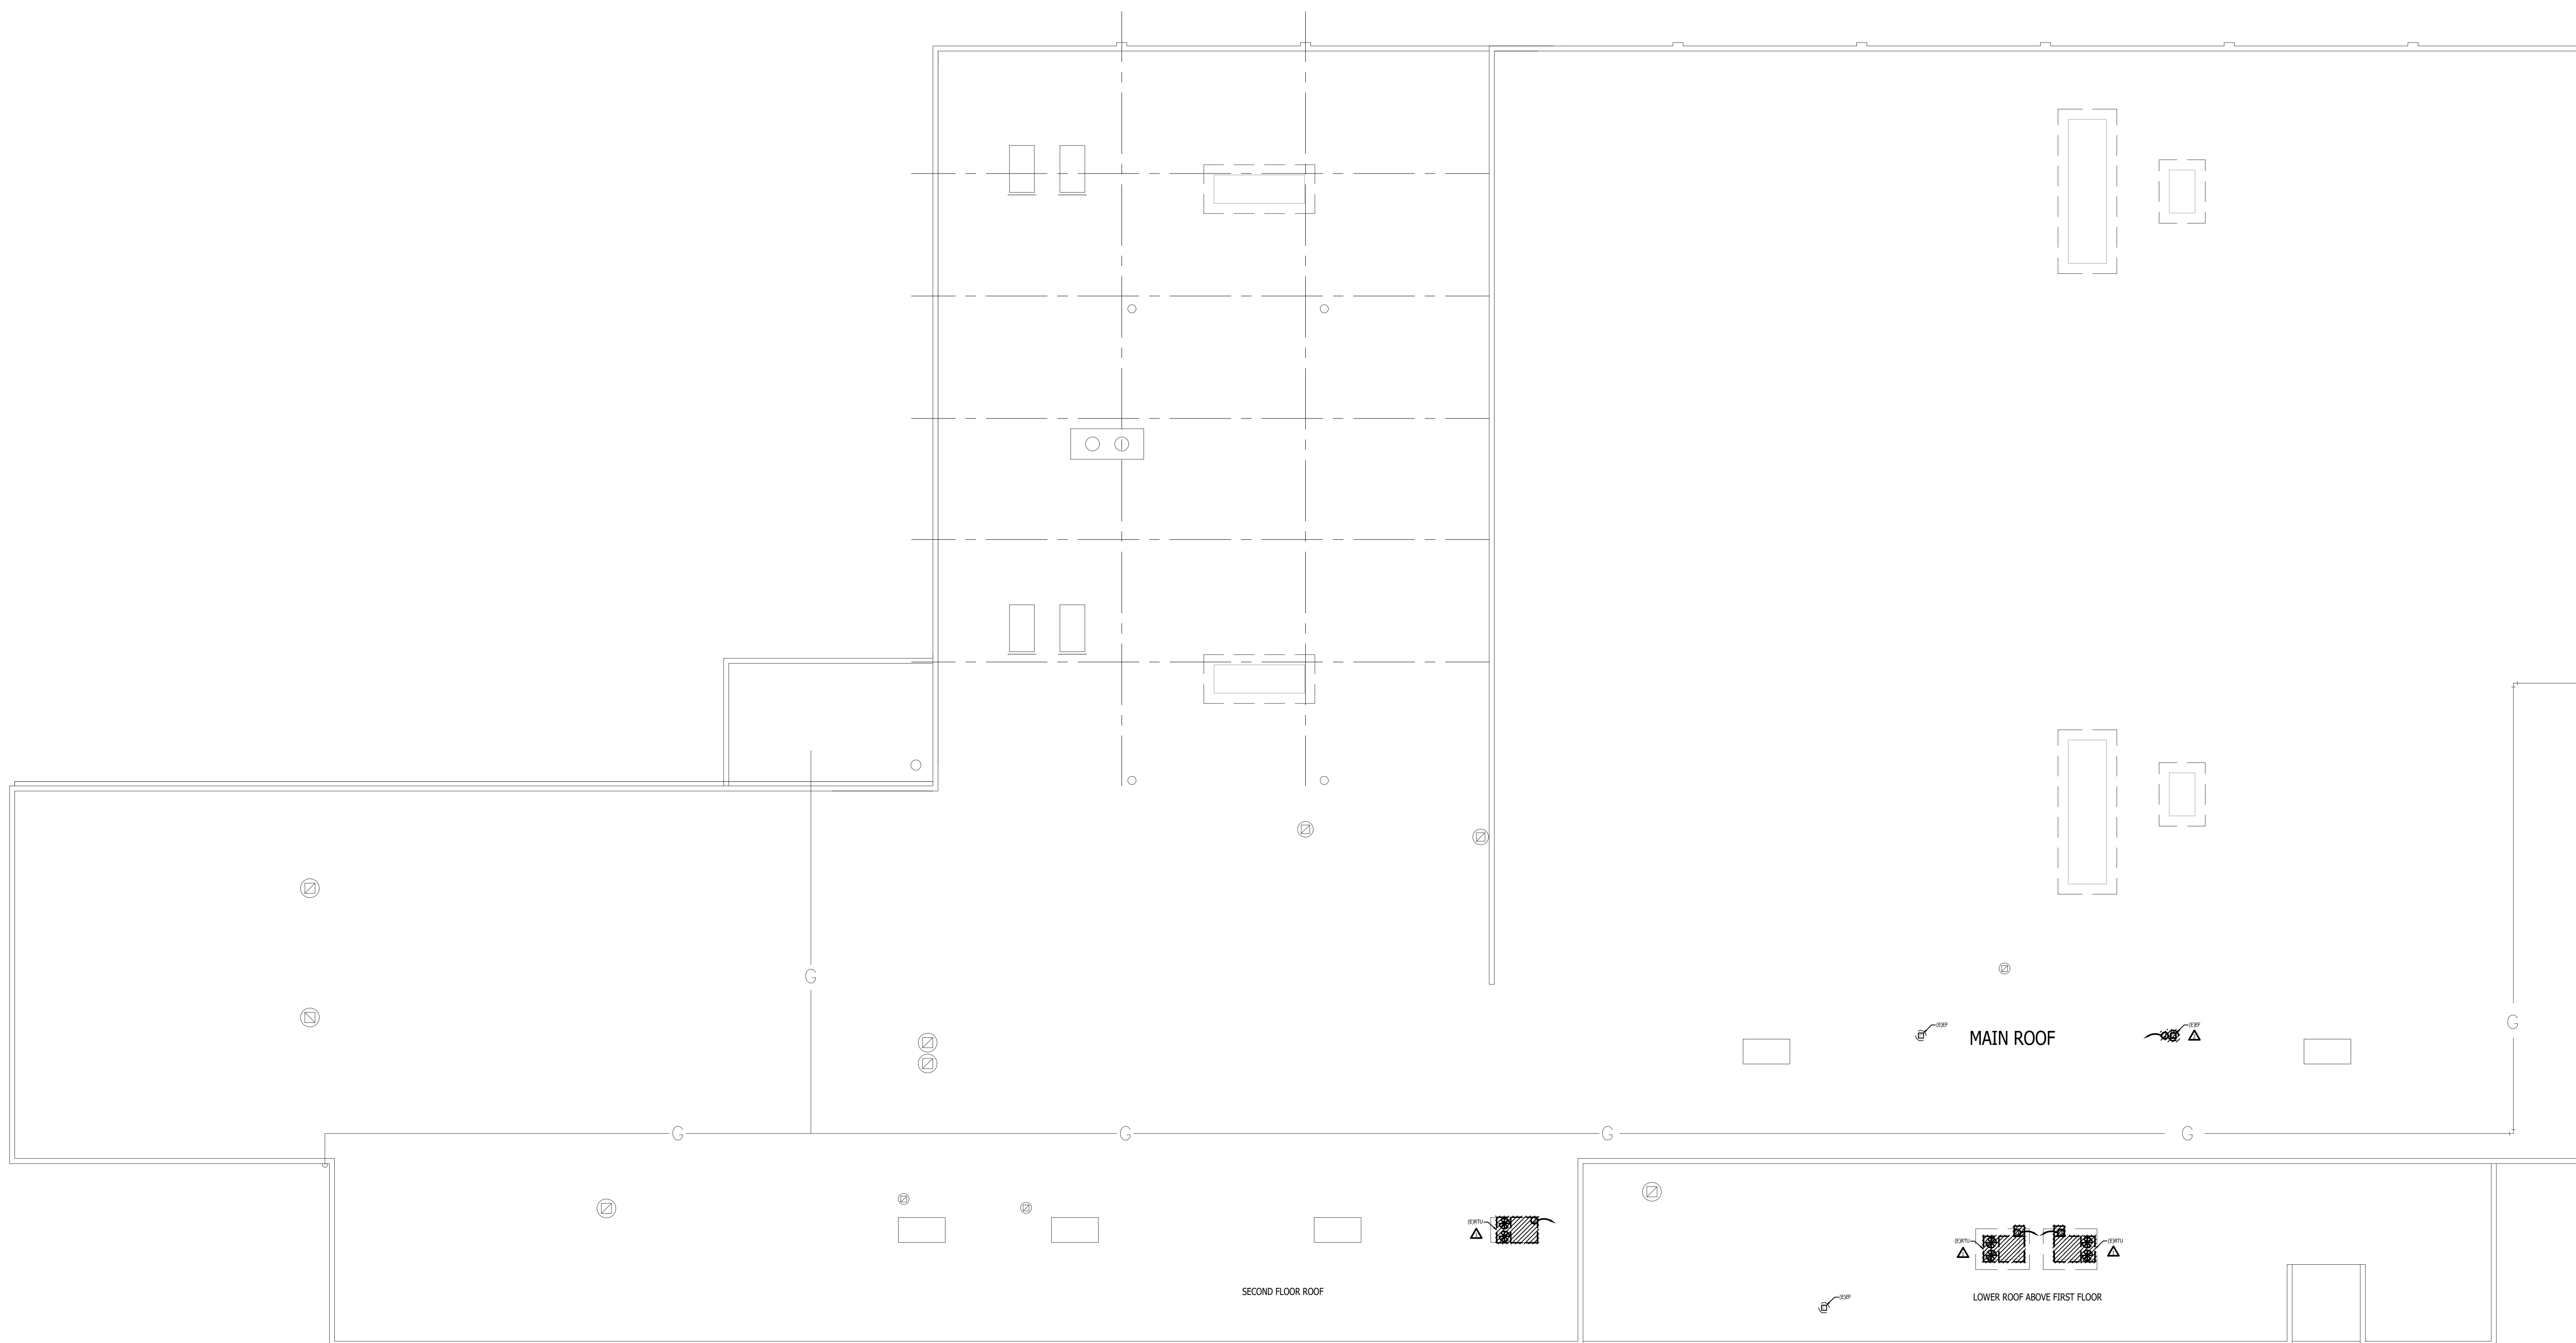 G
G
(E)EF
MAIN ROOF
(E)EF
G
G
G
G
(E)RTU
(E)RTU
(E)RTU
SECOND FLOOR ROOF
(E)EF
LOWER ROOF ABOVE FIRST FLOOR